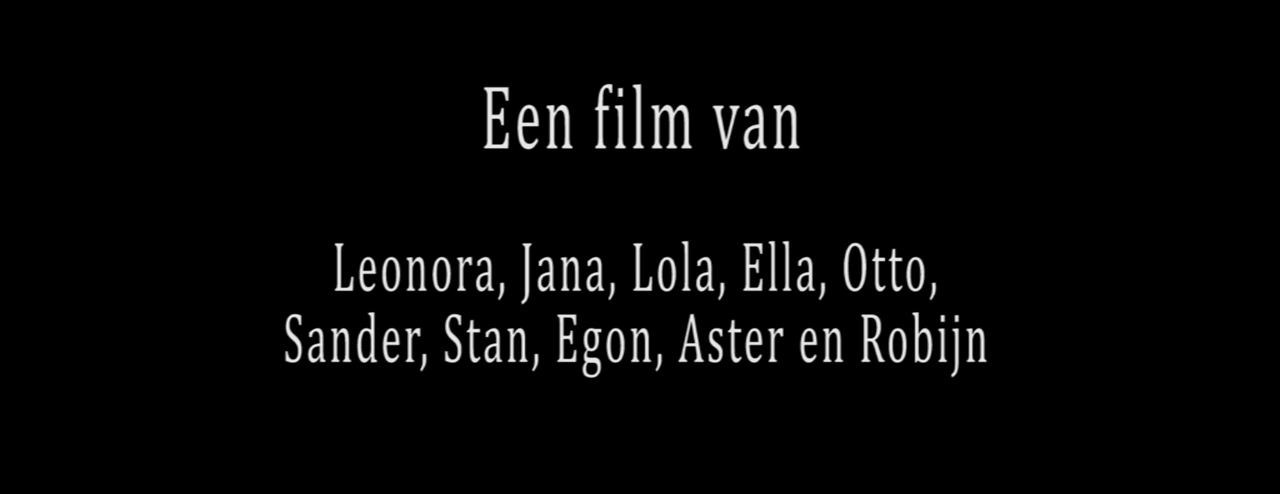 Een film van
Leonora, Jana, Lola, Ella, Otto,
Sander, Stan, Egon, Aster en Robijn